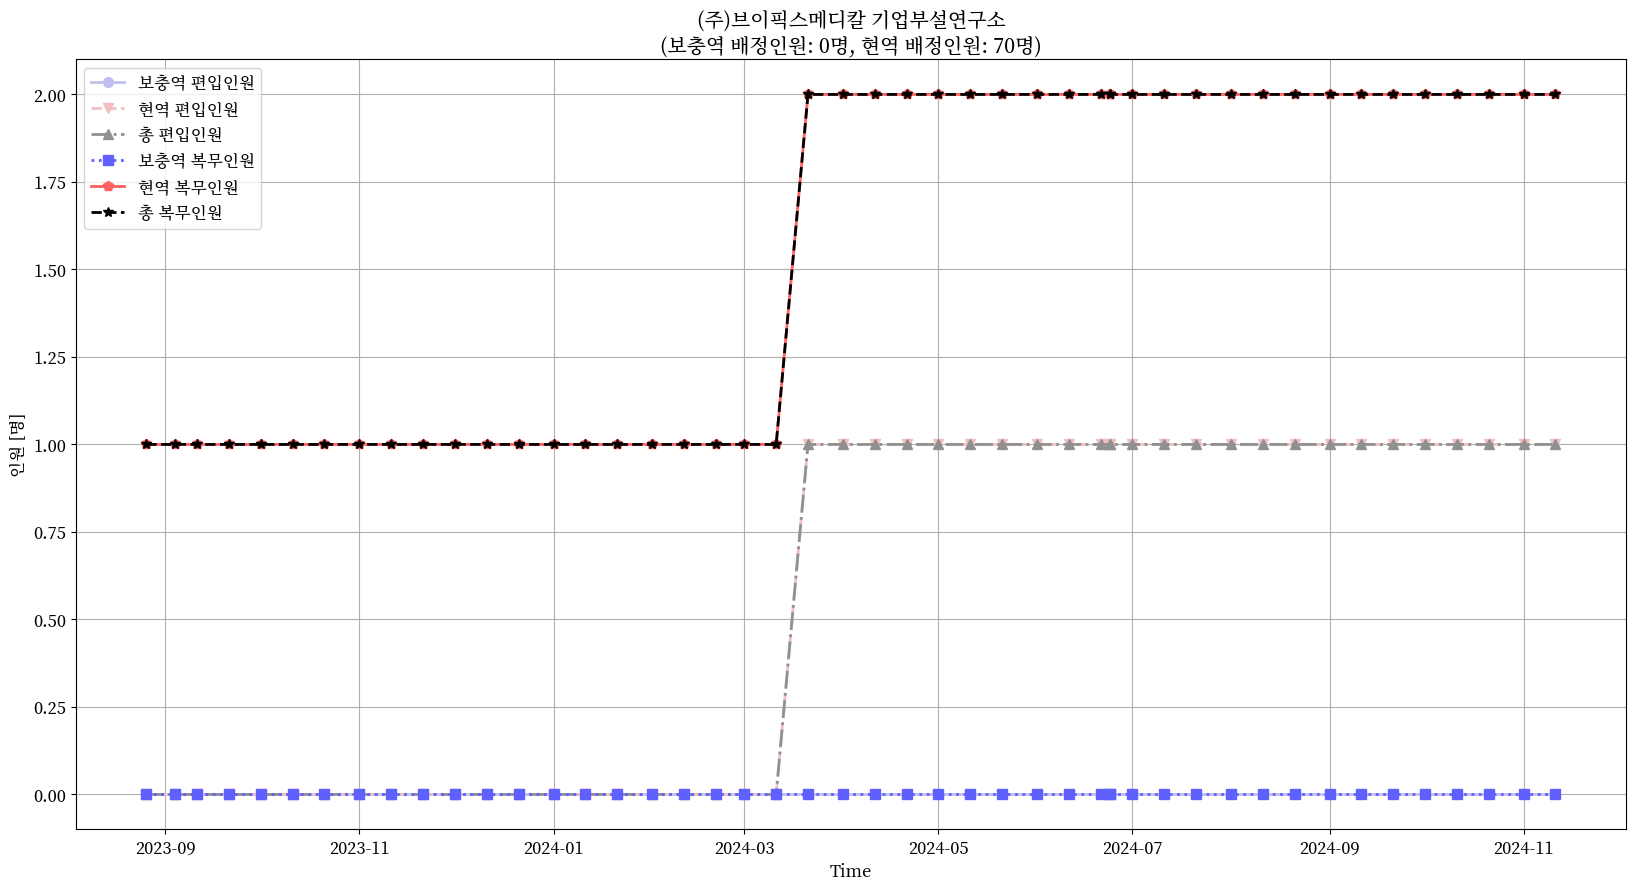 (주)브이픽스메디칼 기업부설연구소
(보충역 배정인원: 0명, 현역 배정인원: 70명)
보충역 편입인원
현역 편입인원
총 편입인원
보충역 복무인원
현역 복무인원
총 복무인원
인원 [명]
2.00
1.75
1.50
1.25
1.00
0.75
0.50
0.25
0.00
2023-09 2023-11 2024-01 2024-03 2024-05 2024-07 2024-09 2024-11
Time